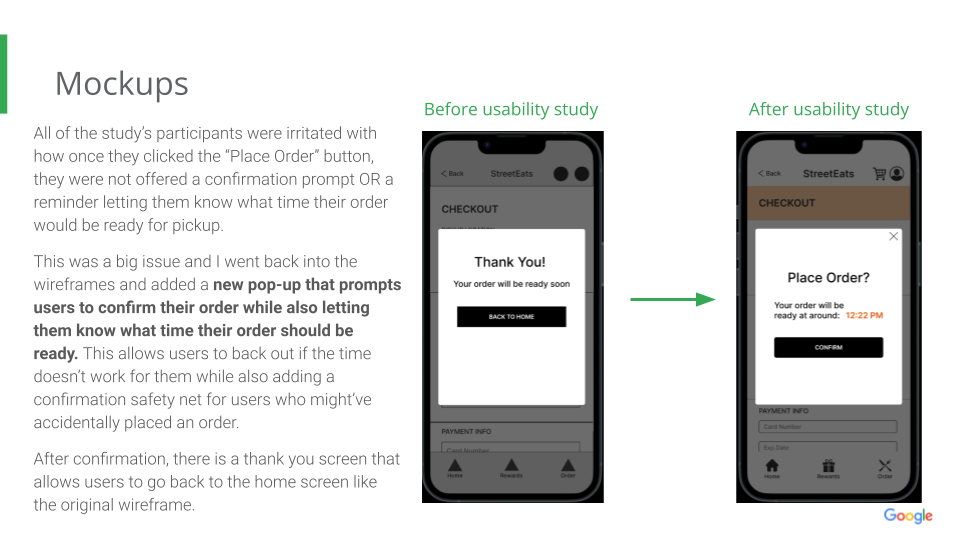 Mockups
All of the study's participants were irritated with
how once they clicked the “Place Order” button,
they were not offered a confirmation prompt OR a
reminder letting them know what time their order
would be ready for pickup.
This was a big issue and I went back into the
wireframes and added a new pop-up that prompts
users to confirm their order while also letting
them know what time their order should be
ready. This allows users to back out if the time
doesn't work for them while also adding a
confirmation safety net for users who might've
accidentally placed an order.
After confirmation, there is a thank you screen that
allows users to go back to the home screen like
the original wireframe.
Before usability study
< Back StreetEats
CHECKOUT
Thank You!
Your order will be ready soon
BACK TO HOME
PAYMENT INFO
Card Number
Home Rewards Order
After usability study
< Back StreetEats
CHECKOUT
Place Order?
Your order will be
ready at around: 12:22 PM
CONFIRM
PAYMENT INFO
Card Number
Exp Date
Home Rewards Order
Google